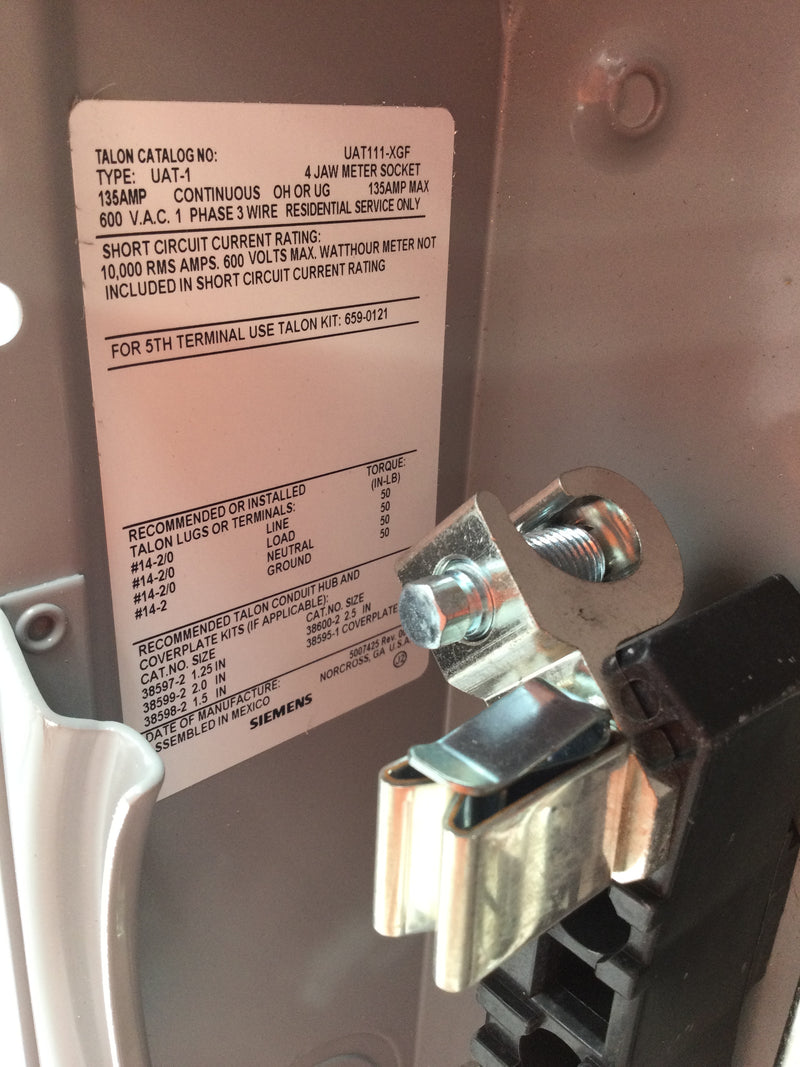 TALON CATALOG NO: UAT111-XGF
TYPE: UAT-1 4 JAW METER SOCKET
135AMP CONTINUOUS OH OR UG 135AMP MAX
600 V.A.C. 1 PHASE 3 WIRE RESIDENTIAL SERVICE ONLY
SHORT CIRCUIT CURRENT RATING:
10,000 RMS AMPS. 600 VOLTS MAX. WATTHOUR METER NOT
INCLUDED IN SHORT CIRCUIT CURRENT RATING
FOR 5TH TERMINAL USE TALON KIT: 659-0121
RECOMMENDED OR INSTALLED TORQUE:
TALON LUGS OR TERMINALS: (IN-LB)
#14-2/0 LINE 50
#14-2/0 LOAD 50
#14-2/0 NEUTRAL 50
#14-2 GROUND 50
RECOMMENDED TALON CONDUIT HUB AND
COVERPLATE KITS (IF APPLICABLE):
CAT.NO. SIZE CAT.NO. SIZE
38597-2 1.25 IN 38600-2 2.5 IN
38599-2 2.0 IN 38595-1 COVERPLATE
38598-2 1.5 IN
DATE OF MANUFACTURE: 5007425 Rev.
SSEMBLED IN MEXICO NORCROSS, GA U.S.A
SIEMENS